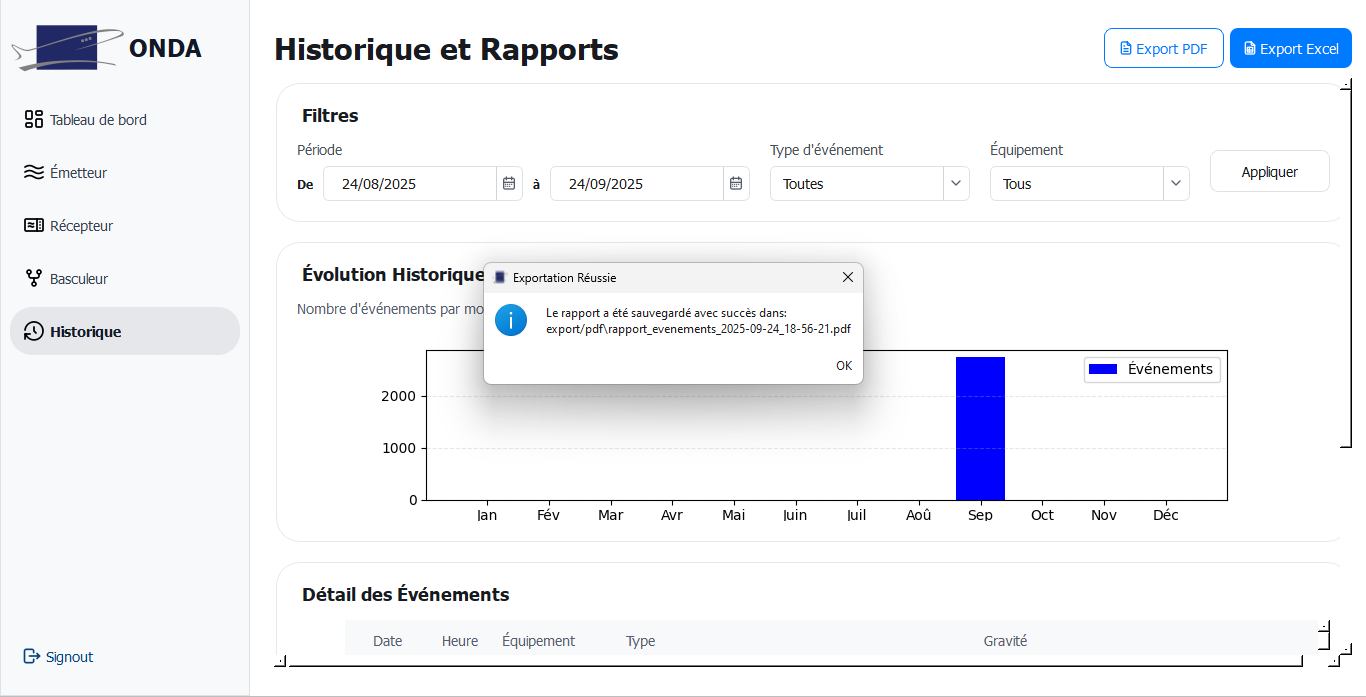 ONDA
Tableau de bord
Émetteur
Récepteur
Basculeur
Historique
Signout
Historique et Rapports
Export PDF
Export Excel
Filtres
Période
Type d'événement
Équipement
De
24/08/2025
à
24/09/2025
Toutes
Tous
Appliquer
Évolution Historique
Nombre d'événements par mo
Exportation Réussie
Le rapport a été sauvegardé avec succès dans:
export/pdf\rapport_evenements_2025-09-24_18-56-21.pdf
OK
Événements
2000
1000
0
Jan Fév Mar Avr Mai Juin Juil Aoû Sep Oct Nov Déc
Détail des Événements
Date Heure Équipement Type Gravité